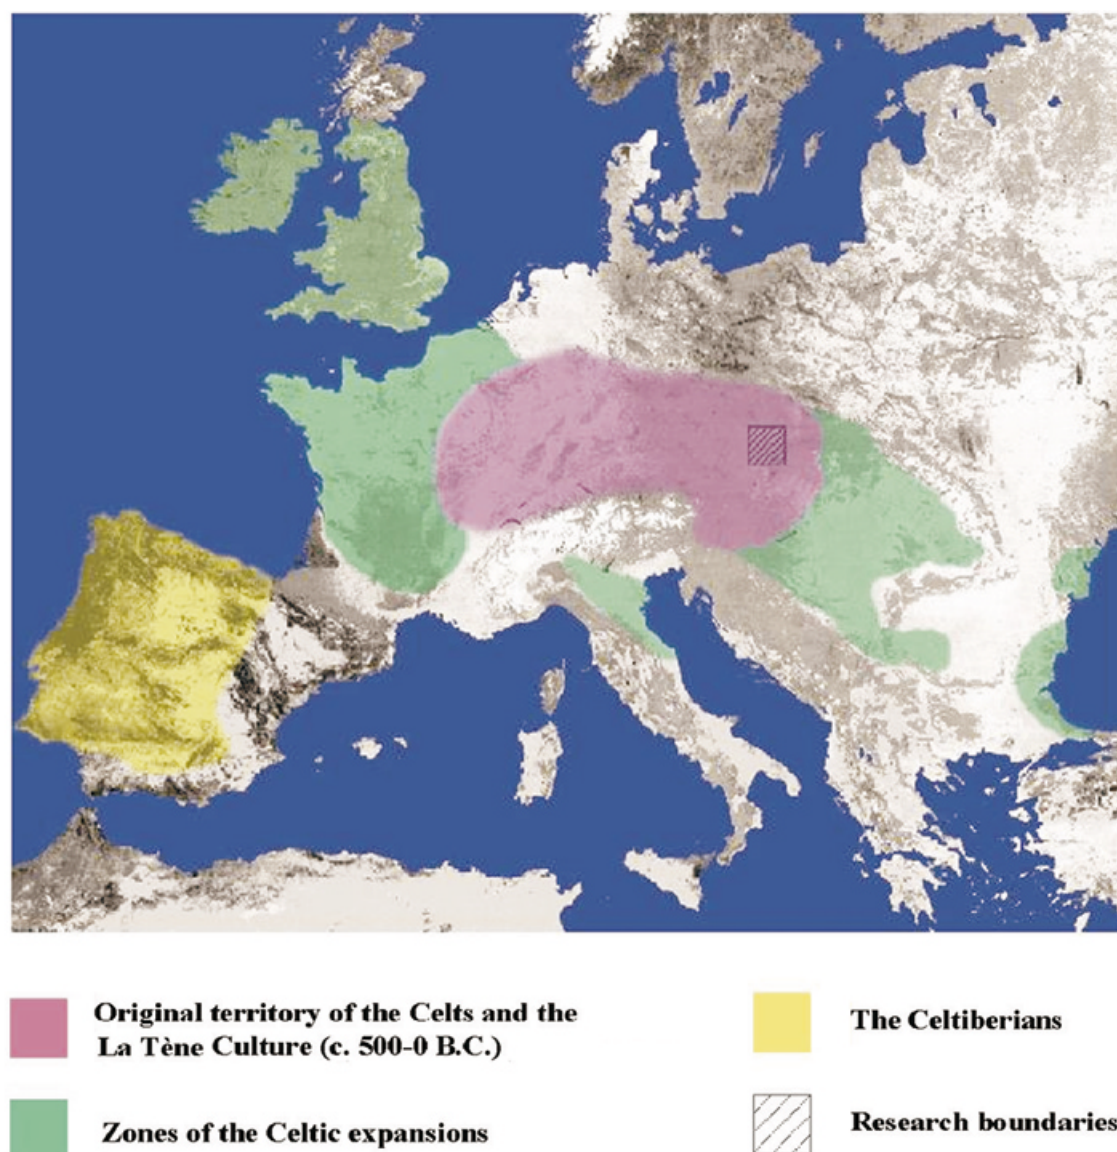 Original territory of the Celts and the
La Tène Culture (c. 500-0 B.C.)
The Celtiberians
Zones of the Celtic expansions
Research boundaries